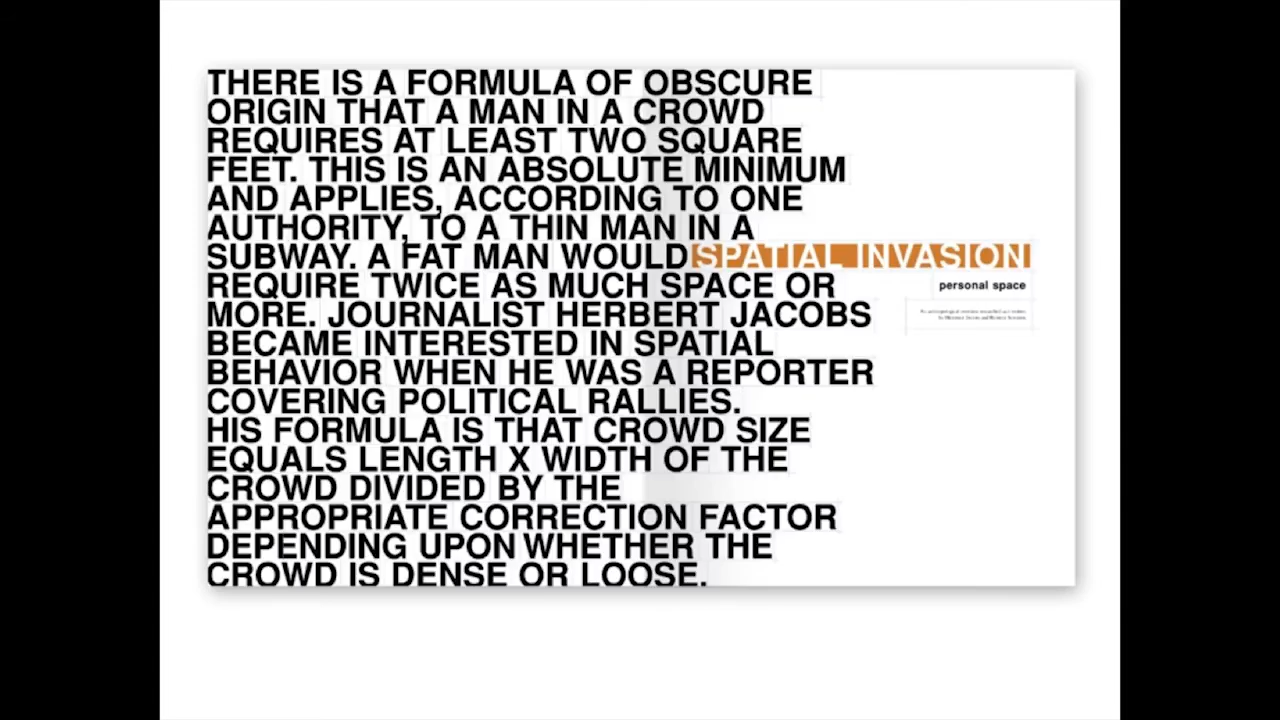 THERE IS A FORMULA OF OBSCURE
ORIGIN THAT A MAN IN A CROWD
REQUIRES AT LEAST TWO SQUARE
FEET. THIS IS AN ABSOLUTE MINIMUM
AND APPLIES, ACCORDING TO ONE
AUTHORITY, TO A THIN MAN IN A
SUBWAY. A FAT MAN WOULD SPATIAL INVASION
REQUIRE TWICE AS MUCH SPACE OR
personal space
MORE. JOURNALIST HERBERT JACOBS
BECAME INTERESTED IN SPATIAL
BEHAVIOR WHEN HE WAS A REPORTER
COVERING POLITICAL RALLIES.
HIS FORMULA IS THAT CROWD SIZE
EQUALS LENGTH X WIDTH OF THE
CROWD DIVIDED BY THE
APPROPRIATE CORRECTION FACTOR
DEPENDING UPON WHETHER THE
CROWD IS DENSE OR LOOSE.